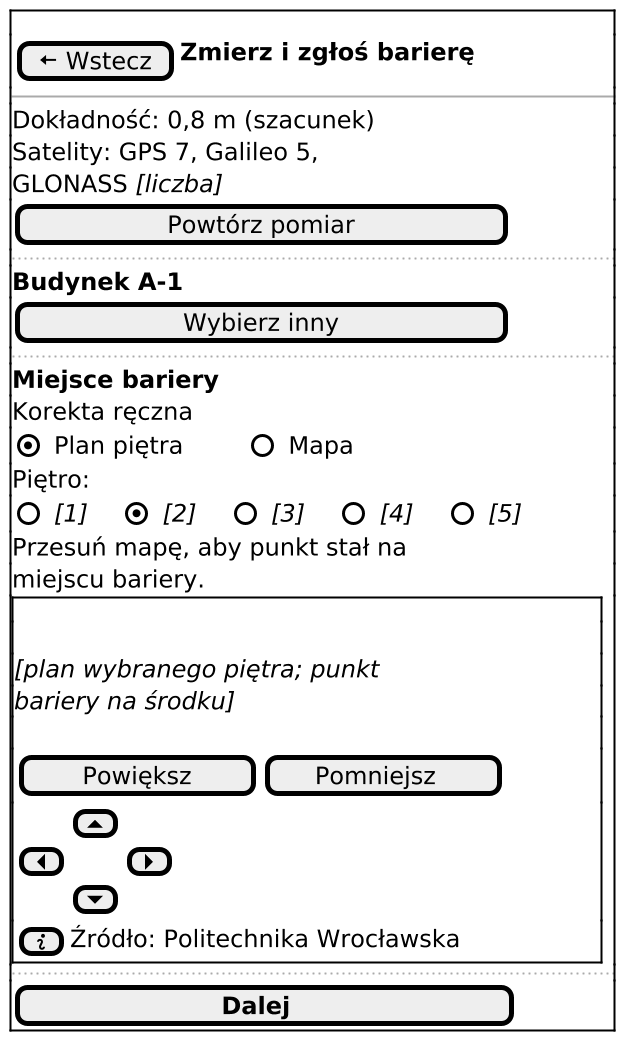 ← Wstecz Zmierz i zgłoś barierę
Dokładność: 0,8 m (szacunek)
Satelity: GPS 7, Galileo 5,
GLONASS [liczba]
Powtórz pomiar
Budynek A-1
Wybierz inny
Miejsce bariery
Korekta ręczna
Plan piętra Mapa
Piętro:
[1] [2] [3] [4] [5]
Przesuń mapę, aby punkt stał na
miejscu bariery.
[plan wybranego piętra; punkt
bariery na środku]
Powiększ Pomniejsz
i Źródło: Politechnika Wrocławska
Dalej